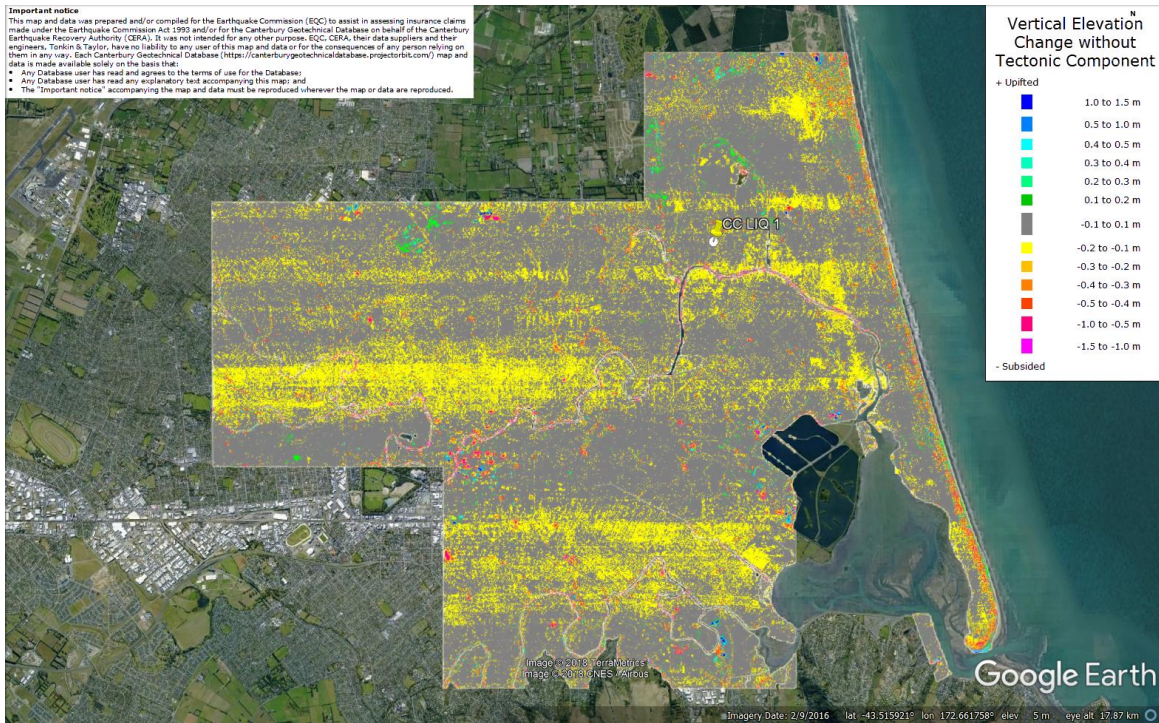 Important notice
This map and data was prepared and/or compiled for the Earthquake Commission (EQC) to assist in assessing insurance claims
made under the Earthquake Commission Act 1993 and/or for the Canterbury Geotechnical Database on behalf of the Canterbury
Earthquake Recovery Authority (CERA). It was not intended for any other purpose. EQC, CERA, their data suppliers and their
engineers, Tonkin & Taylor, have no liability to any user of this map and data or for the consequences of any person relying on
them in any way. Each Canterbury Geotechnical Database (https://canterburygeotechnicaldatabase.projectorbit.com/) map and
data is made available solely on the basis that:
• Any Database user has read and agrees to the terms of use for the Database;
• Any Database user has read any explanatory text accompanying this map; and
• The "Important notice" accompanying the map and data must be reproduced wherever the map or data are reproduced.
N
Vertical Elevation
Change without
Tectonic Component
+ Upifted
1.0 to 1.5 m
0.5 to 1.0 m
0.4 to 0.5 m
0.3 to 0.4 m
0.2 to 0.3 m
0.1 to 0.2 m
-0.1 to 0.1 m
-0.2 to -0.1 m
-0.3 to -0.2 m
-0.4 to -0.3 m
-0.5 to -0.4 m
-1.0 to -0.5 m
-1.5 to -1.0 m
- Subsided
CC LIQ 1
Image © 2018 TerraMetrics
Image © 2018 CNES / Airbus
Google Earth
Imagery Date: 2/9/2016 lat -43.515921° lon 172.661758° elev 5 m eye alt 17.87 km